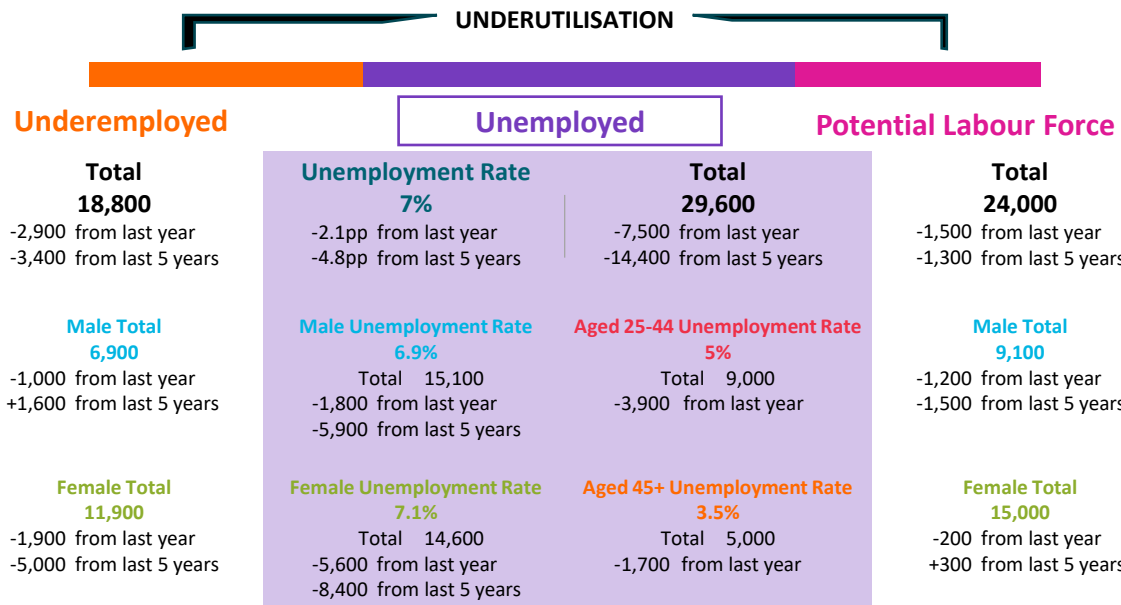 UNDERUTILISATION
Underemployed
Unemployed
Potential Labour Force
Total
18,800
-2,900 from last year
-3,400 from last 5 years
Unemployment Rate
7%
-2.1pp from last year
-4.8pp from last 5 years
Total
29,600
-7,500 from last year
-14,400 from last 5 years
Total
24,000
-1,500 from last year
-1,300 from last 5 years
Male Total
6,900
-1,000 from last year
+1,600 from last 5 years
Male Unemployment Rate
6.9%
Total 15,100
-1,800 from last year
-5,900 from last 5 years
Aged 25-44 Unemployment Rate
5%
Total 9,000
-3,900 from last year
Male Total
9,100
-1,200 from last year
-1,500 from last 5 years
Female Total
11,900
-1,900 from last year
-5,000 from last 5 years
Female Unemployment Rate
7.1%
Total 14,600
-5,600 from last year
-8,400 from last 5 years
Aged 45+ Unemployment Rate
3.5%
Total 5,000
-1,700 from last year
Female Total
15,000
-200 from last year
+300 from last 5 years